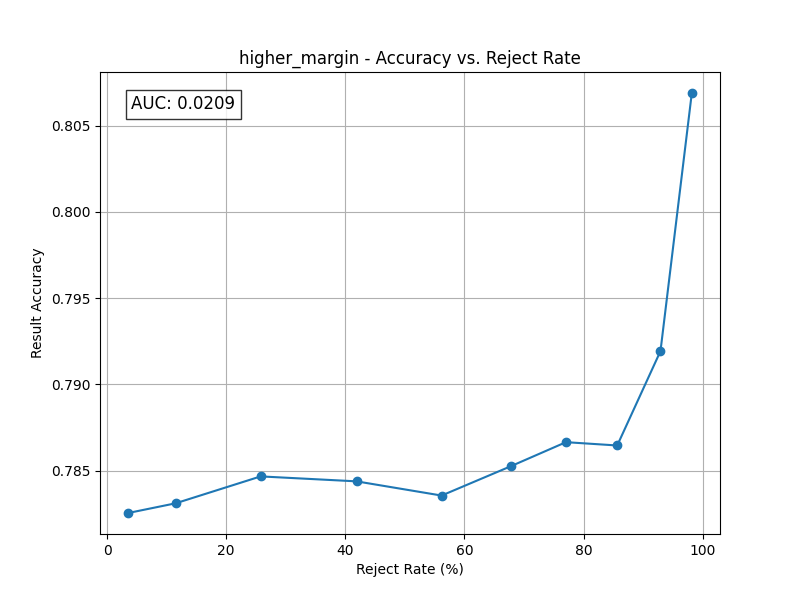 higher_margin - Accuracy vs. Reject Rate
AUC: 0.0209
0.805
0.800
0.795
0.790
0.785
Result Accuracy
0 20 40 60 80 100
Reject Rate (%)